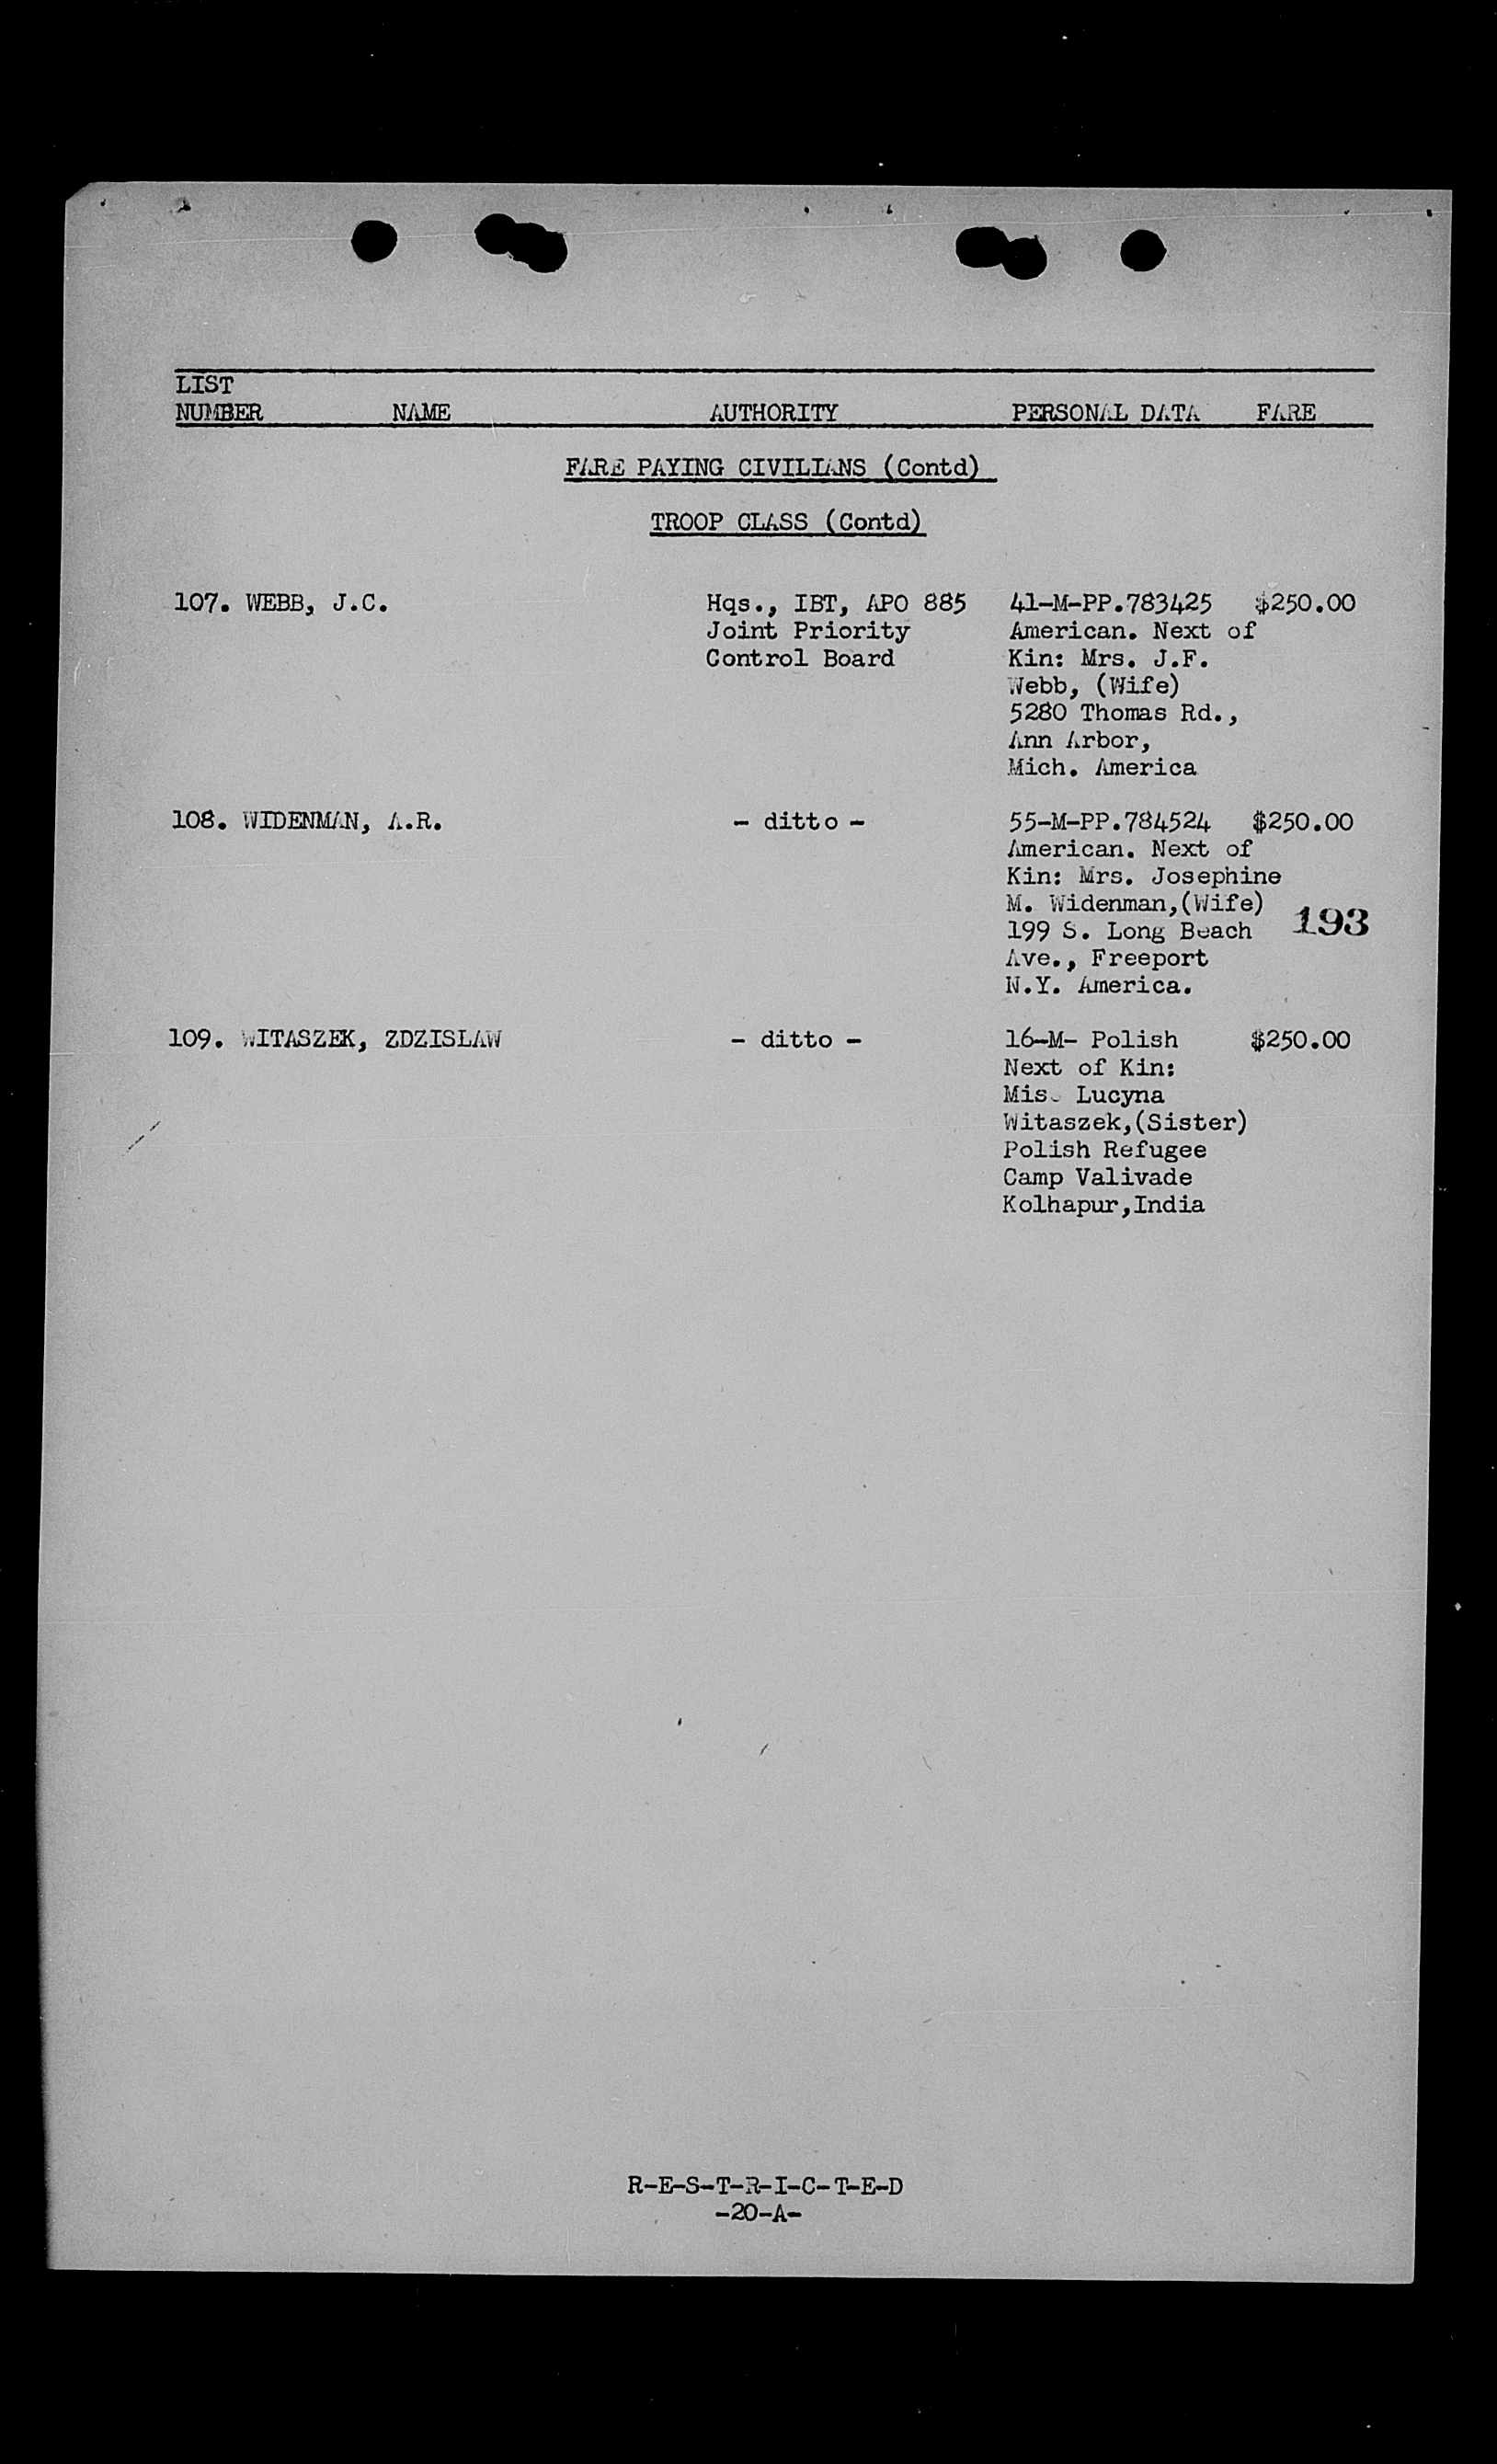 LIST
NUMBER NAME AUTHORITY PERSONAL DATA FARE
FARE PAYING CIVILIANS (Contd)
TROOP CLASS (Contd)
107. WEBB, J.C. Hqs., IBT, APO 885 41-M-PP.783425 $250.00
Joint Priority American. Next of
Control Board Kin: Mrs. J.F.
Webb, (Wife)
5280 Thomas Rd.,
Ann Arbor,
Mich. America
108. WIDENMAN, A.R. - ditto - 55-M-PP.784524 $250.00
American. Next of
Kin: Mrs. Josephine
M. Widenman,(Wife)
199 S. Long Beach 193
Ave., Freeport
N.Y. America.
109. WITASZEK, ZDZISLAW - ditto - 16-M- Polish $250.00
Next of Kin:
Lucyna
Witaszek,(Sister)
Polish Refugee
Camp Valivade
Kolhapur,India
R-E-S-T-R-I-C-T-E-D
-20-A-